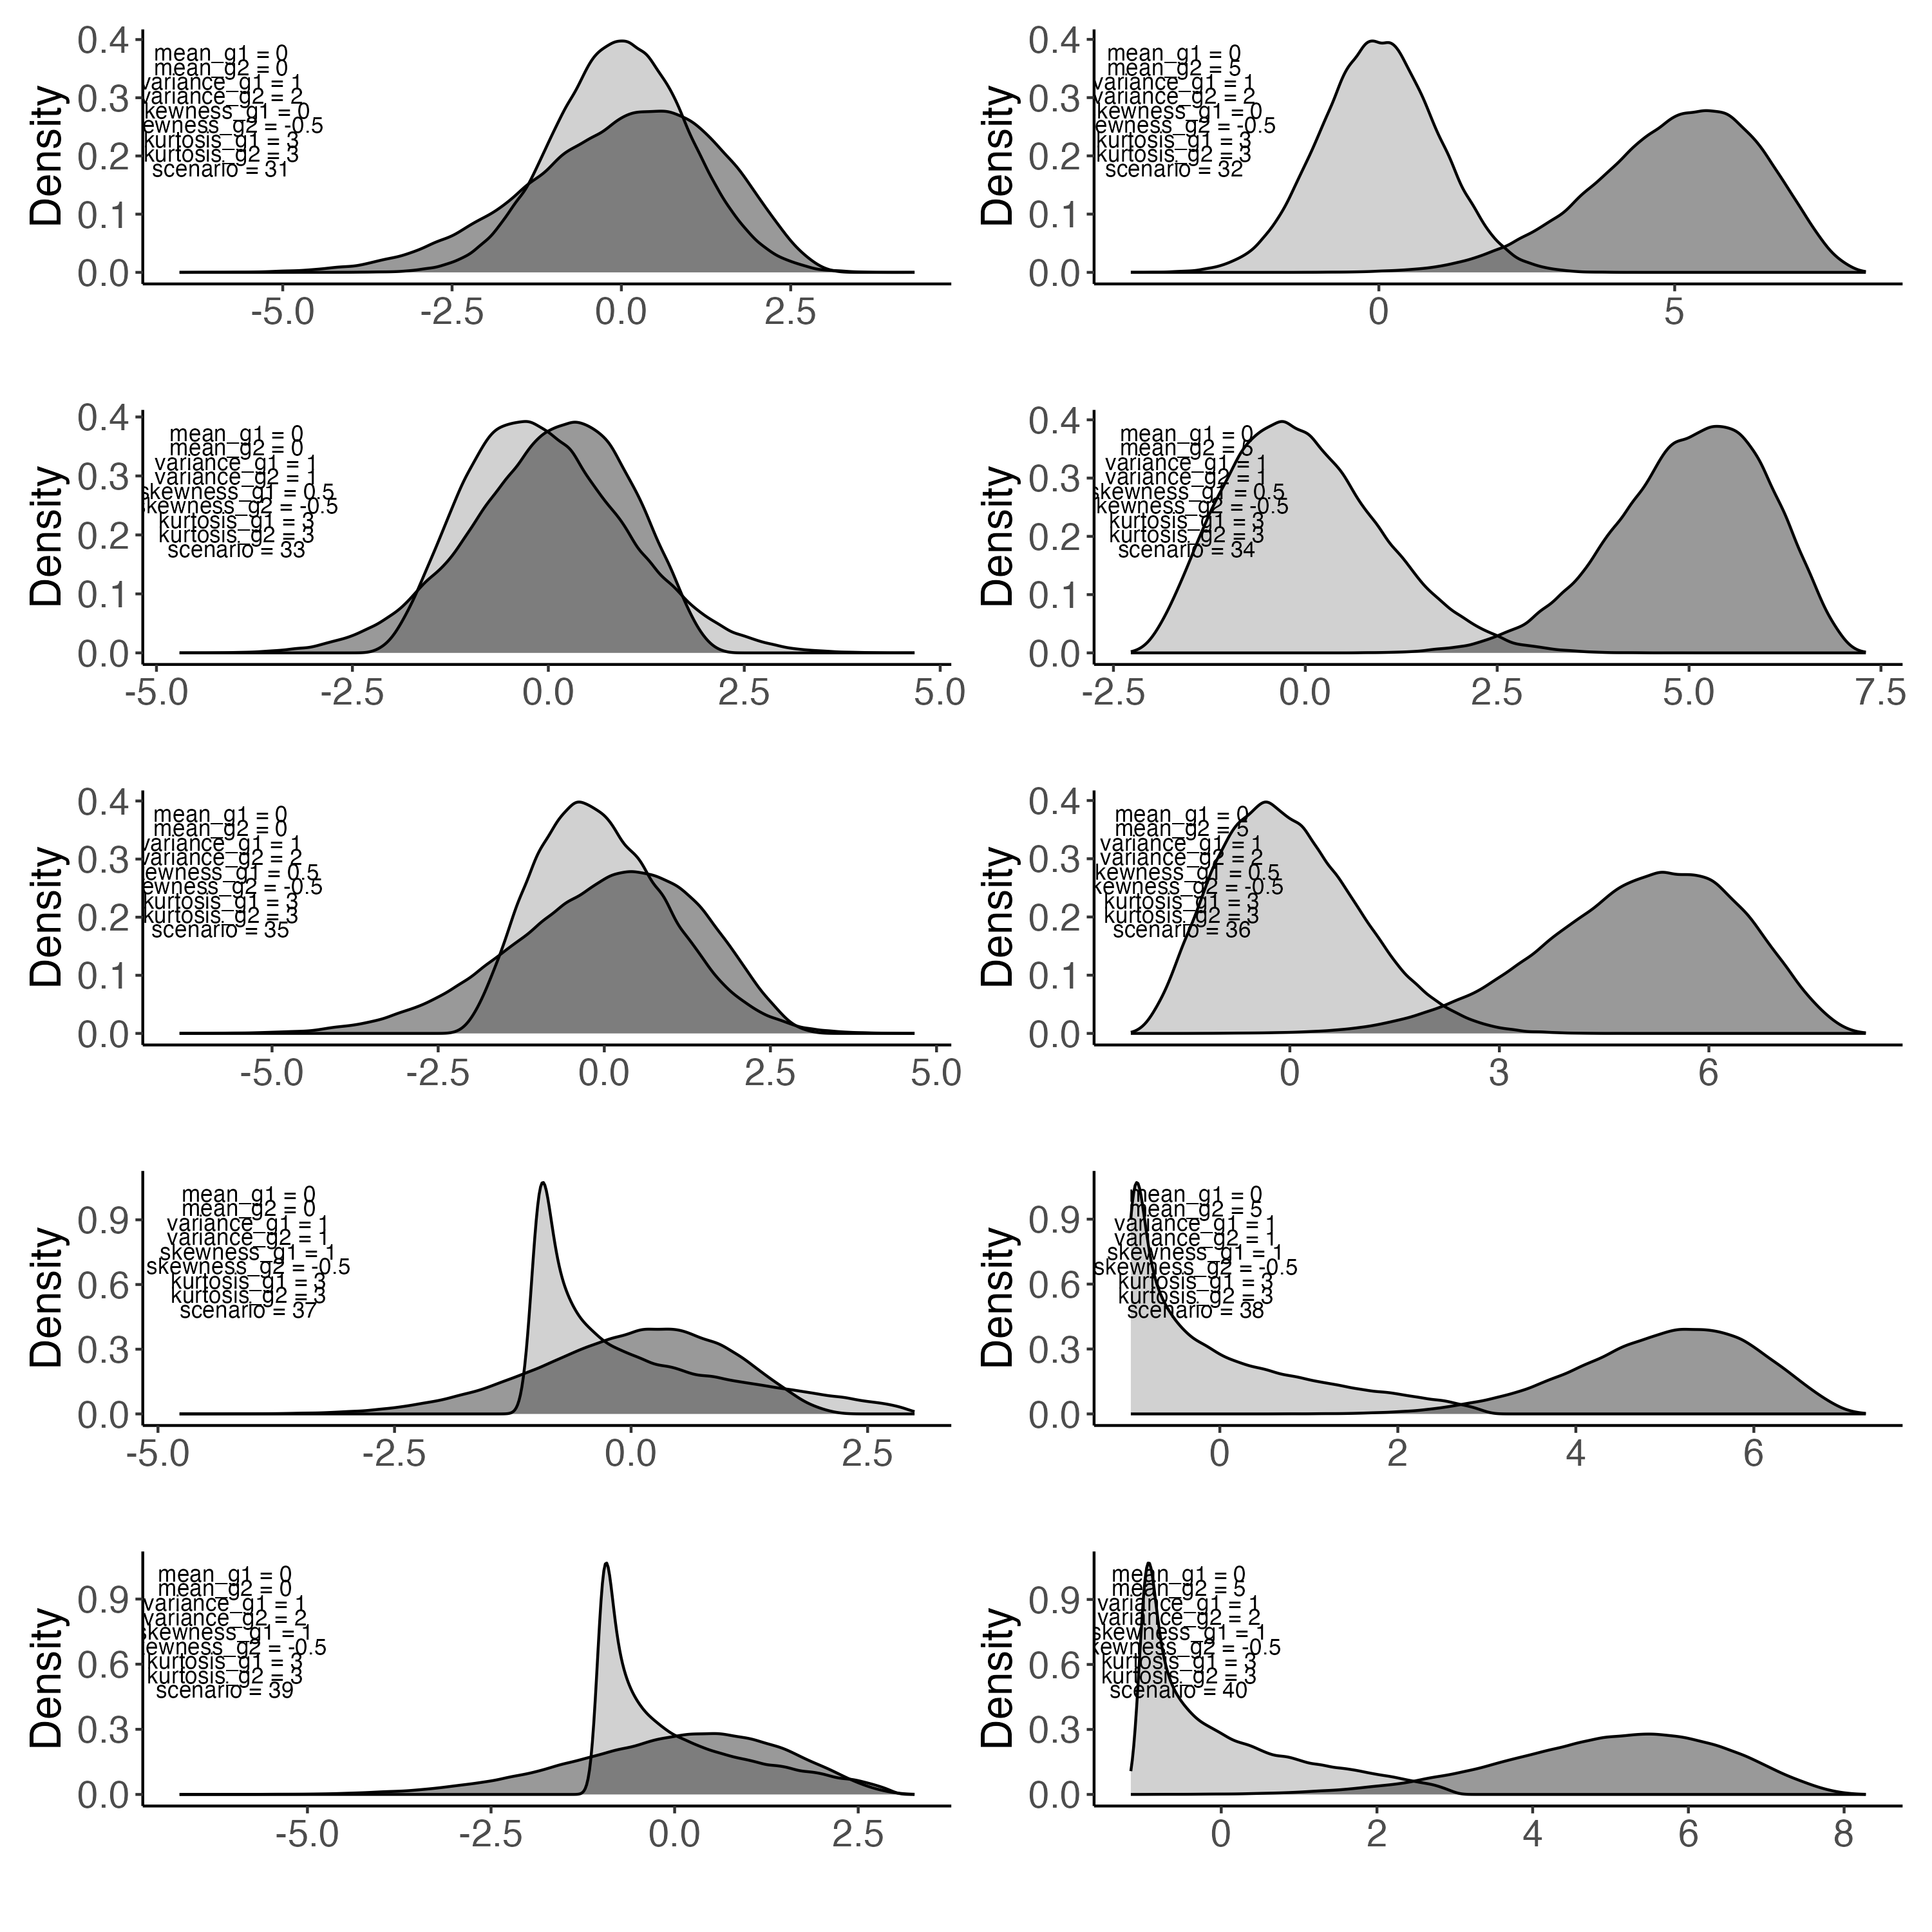 Density
0.4
0.3
0.2
0.1
0.0
mean_g1 = 0
mean_g2 = 0
variance_g1 = 1
variance_g2 = 2
kewness_g1 = 0
ewness_g2 = -0.5
kurtosis_g1 = 3
kurtosis_g2 = 3
scenario = 31
-5.0 -2.5 0.0 2.5
Density
0.4
0.3
0.2
0.1
0.0
mean_g1 = 0
mean_g2 = 5
variance_g1 = 1
variance_g2 = 2
kewness_g1 = 0
ewness_g2 = -0.5
kurtosis_g1 = 3
kurtosis_g2 = 3
scenario = 32
0 5
Density
0.4
0.3
0.2
0.1
0.0
mean_g1 = 0
mean_g2 = 0
variance_g1 = 1
variance_g2 = 1
skewness_g1 = 0.5
skewness_g2 = -0.5
kurtosis_g1 = 3
kurtosis_g2 = 3
scenario = 33
-5.0 -2.5 0.0 2.5 5.0
Density
0.4
0.3
0.2
0.1
0.0
mean_g1 = 0
mean_g2 = 5
variance_g1 = 1
variance_g2 = 1
skewness_g1 = 0.5
skewness_g2 = -0.5
kurtosis_g1 = 3
kurtosis_g2 = 3
scenario = 34
-2.5 0.0 2.5 5.0 7.5
Density
0.4
0.3
0.2
0.1
0.0
mean_g1 = 0
mean_g2 = 0
variance_g1 = 1
variance_g2 = 2
ewness_g1 = 0.5
ewness_g2 = -0.5
kurtosis_g1 = 3
kurtosis_g2 = 3
scenario = 35
-5.0 -2.5 0.0 2.5 5.0
Density
0.4
0.3
0.2
0.1
0.0
mean_g1 = 0
mean_g2 = 5
variance_g1 = 1
variance_g2 = 2
kewness_g1 = 0.5
kewness_g2 = -0.5
kurtosis_g1 = 3
kurtosis_g2 = 3
scenario = 36
0 3 6
Density
0.9
0.6
0.3
0.0
mean_g1 = 0
mean_g2 = 0
variance_g1 = 1
variance_g2 = 1
skewness_g1 = 1
skewness_g2 = -0.5
kurtosis_g1 = 3
kurtosis_g2 = 3
scenario = 37
-5.0 -2.5 0.0 2.5
Density
0.9
0.6
0.3
0.0
mean_g1 = 0
mean_g2 = 5
variance_g1 = 1
variance_g2 = 1
skewness_g1 = 1
skewness_g2 = -0.5
kurtosis_g1 = 3
kurtosis_g2 = 3
scenario = 38
0 2 4 6
Density
0.9
0.6
0.3
0.0
mean_g1 = 0
mean_g2 = 0
variance_g1 = 1
variance_g2 = 2
skewness_g1 = 1
ewness_g2 = -0.5
kurtosis_g1 = 3
kurtosis_g2 = 3
scenario = 39
-5.0 -2.5 0.0 2.5
Density
0.9
0.6
0.3
0.0
mean_g1 = 0
mean_g2 = 5
variance_g1 = 1
variance_g2 = 2
skewness_g1 = 1
kewness_g2 = -0.5
kurtosis_g1 = 3
kurtosis_g2 = 3
scenario = 40
0 2 4 6 8